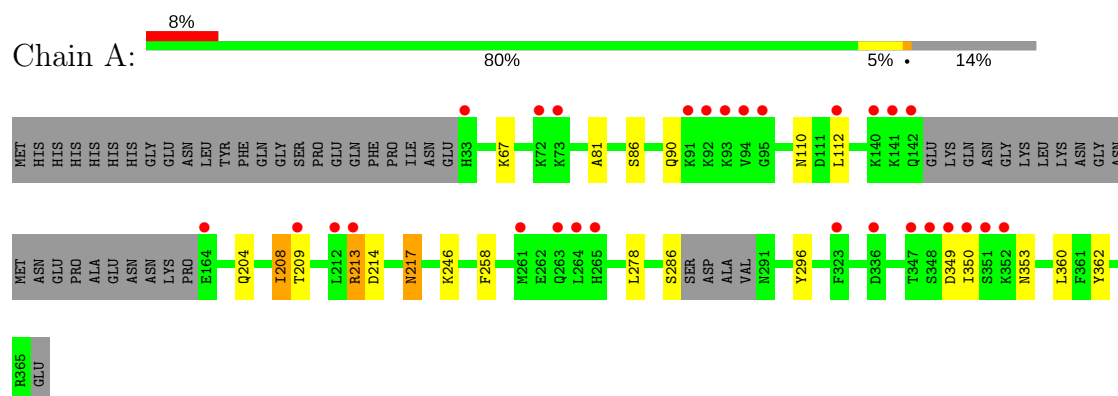 8%
Chain A:
80% 5% • 14%
MET HIS HIS HIS HIS HIS HIS GLY GLU ASN LEU TYR PHE GLN GLY SER PRO GLU GLN PHE PRO ILE ASN GLU H33 K67 K72 K73 A81 S86 Q90 K91 K92 K93 V94 G95 N110 D111 L112 K140 K141 Q142 GLU LYS GLN ASN GLY LYS LEU LYS ASN GLY ASN
MET ASN GLU PRO ALA GLU ASN ASN LYS PRO E164 Q204 I208 T209 L212 R213 D214 N217 K246 F258 M261 E262 Q263 L264 H265 L278 S286 SER ASP ALA VAL N291 Y296 F323 D336 T347 S348 D349 I350 S351 K352 N353 L360 F361 Y362
R365 GLU